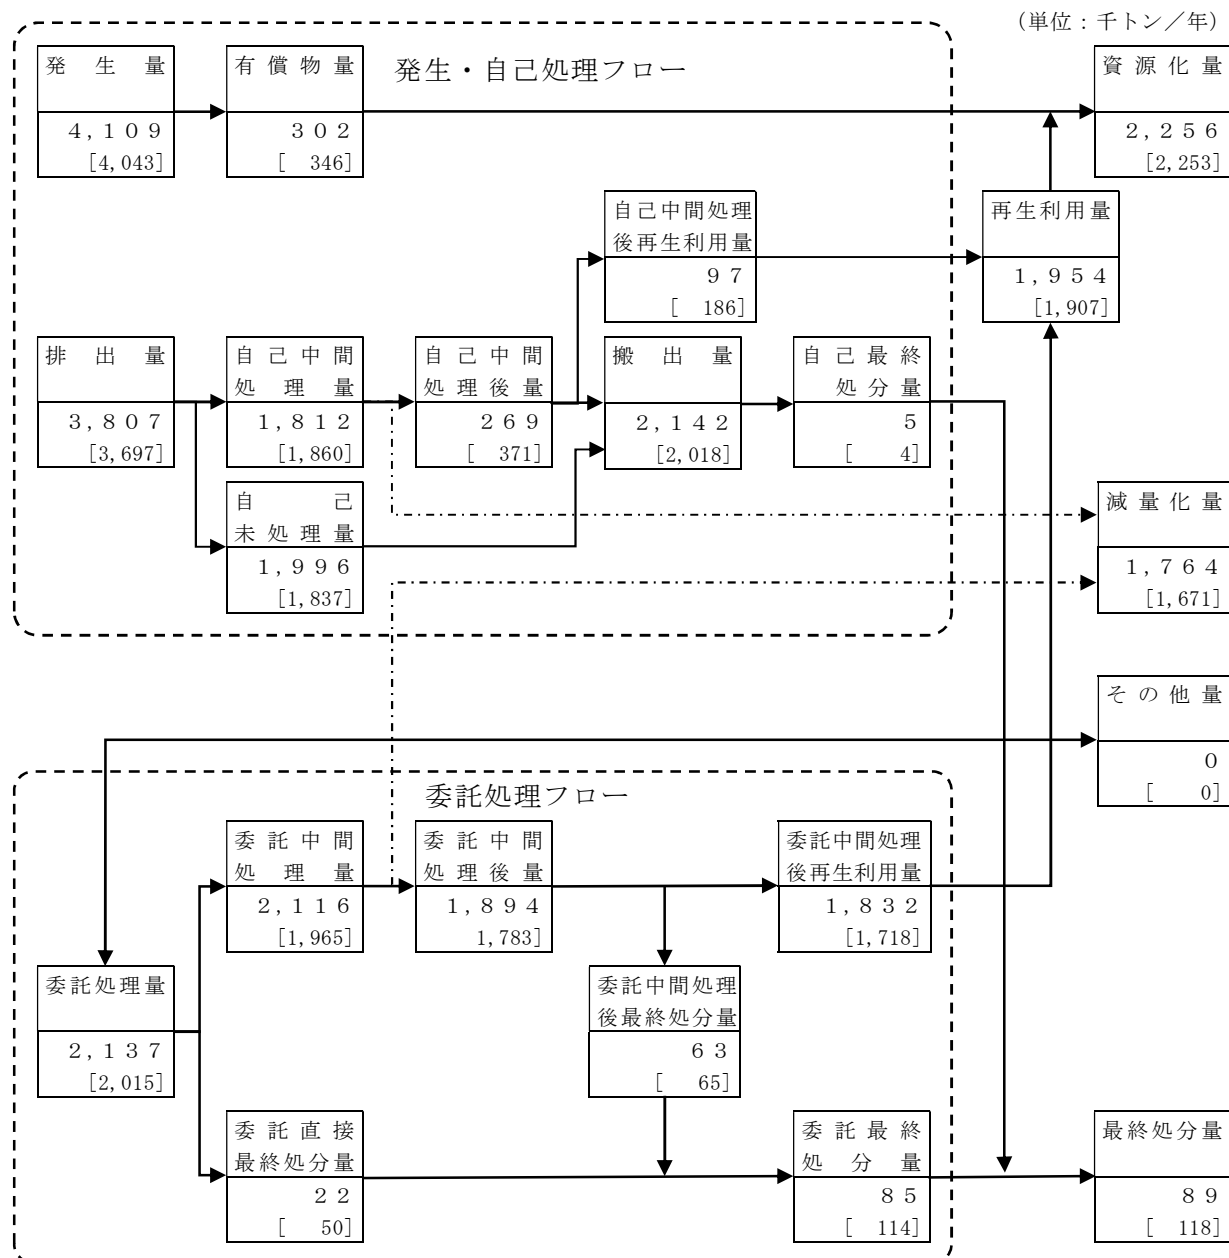 （単位：千トン／年）
発生・自己処理フロー
発生量
4,109
[4,043]
有償物量
302
[ 346]
資源化量
2,256
[2,253]
自己中間処理
後再生利用量
97
[ 186]
再生利用量
1,954
[1,907]
排出量
3,807
[3,697]
自己中間
処理量
1,812
[1,860]
自己中間
処理後量
269
[ 371]
搬出量
2,142
[2,018]
自己最終
処分量
5
[ 4]
自己
未処理量
1,996
[1,837]
減量化量
1,764
[1,671]
その他量
0
[ 0]
委託処理フロー
委託中間
処理量
2,116
[1,965]
委託中間
処理後量
1,894
1,783]
委託中間処理
後再生利用量
1,832
[1,718]
委託処理量
2,137
[2,015]
委託中間処理
後最終処分量
63
[ 65]
委託直接
最終処分量
22
[ 50]
委託最終
処分量
85
[ 114]
最終処分量
89
[ 118]